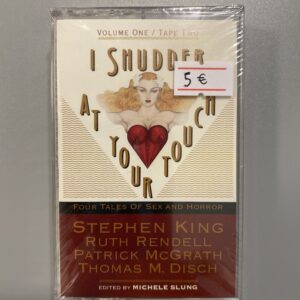 VOLUME ONE / TAPE TWO
I SHUDDER
5 €
AT YOUR TOUCH
FOUR TALES OF SEX AND HORROR
STEPHEN KING
RUTH RENDELL
PATRICK MCGRATH
THOMAS M. DISCH
EDITED BY MICHELE SLUNG